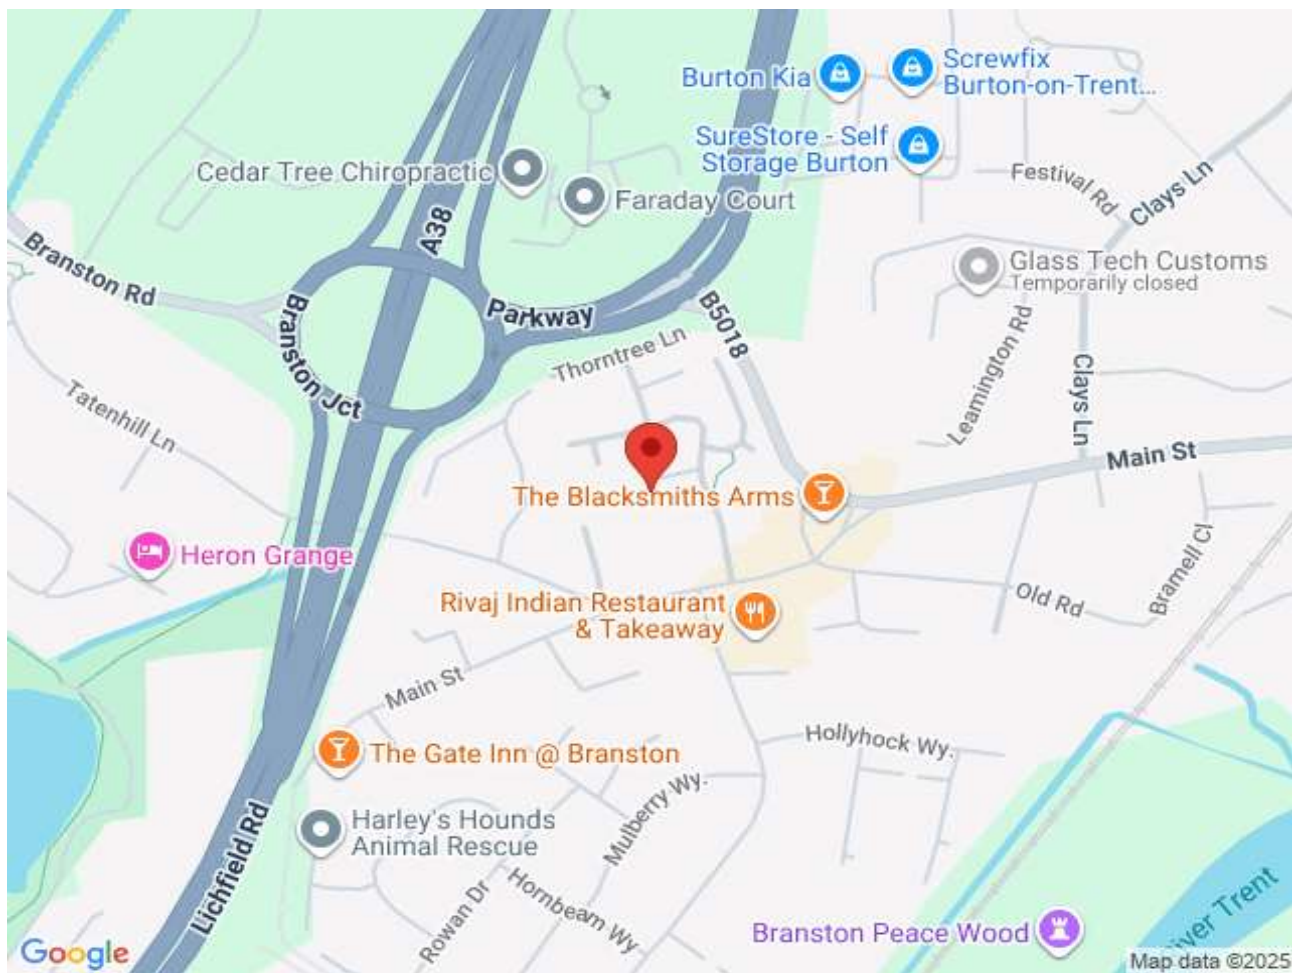 Burton Kia
Screwfix
Burton-on-Trent...
SureStore - Self
Storage Burton
Cedar Tree Chiropractic
Faraday Court
Festival Rd
Clays Ln
A38
Branston Rd
Glass Tech Customs
Temporarily closed
Branston Jct
Parkway
B5018
Thorntree Ln
Leamington Rd
Clays Ln
Tatenhill Ln
Main St
The Blacksmiths Arms
Heron Grange
Bramell Cl
Old Rd
Rivaj Indian Restaurant
& Takeaway
Main St
Hollyhock Wy.
The Gate Inn @ Branston
Mulberry Wy.
Harley's Hounds
Animal Rescue
Lichfield Rd
Rowan Dr
Hornbeam Wy.
Branston Peace Wood
River Trent
Google
Map data ©2025